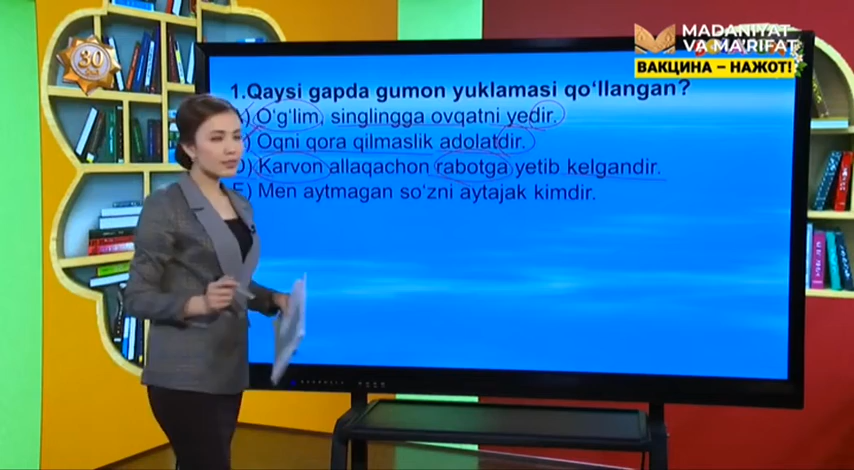 30
MADANIYAT
VA MA'RIFAT
ВАКЦИНА – НАЖОТ!
1.Qaysi gapda gumon yuklamasi qo‘llangan?
A) O‘g‘lim, singlingga ovqatni yedir.
) Oqni qora qilmaslik adolatdir.
D) Karvon allaqachon rabotga yetib kelgandir.
E) Men aytmagan so‘zni aytajak kimdir.